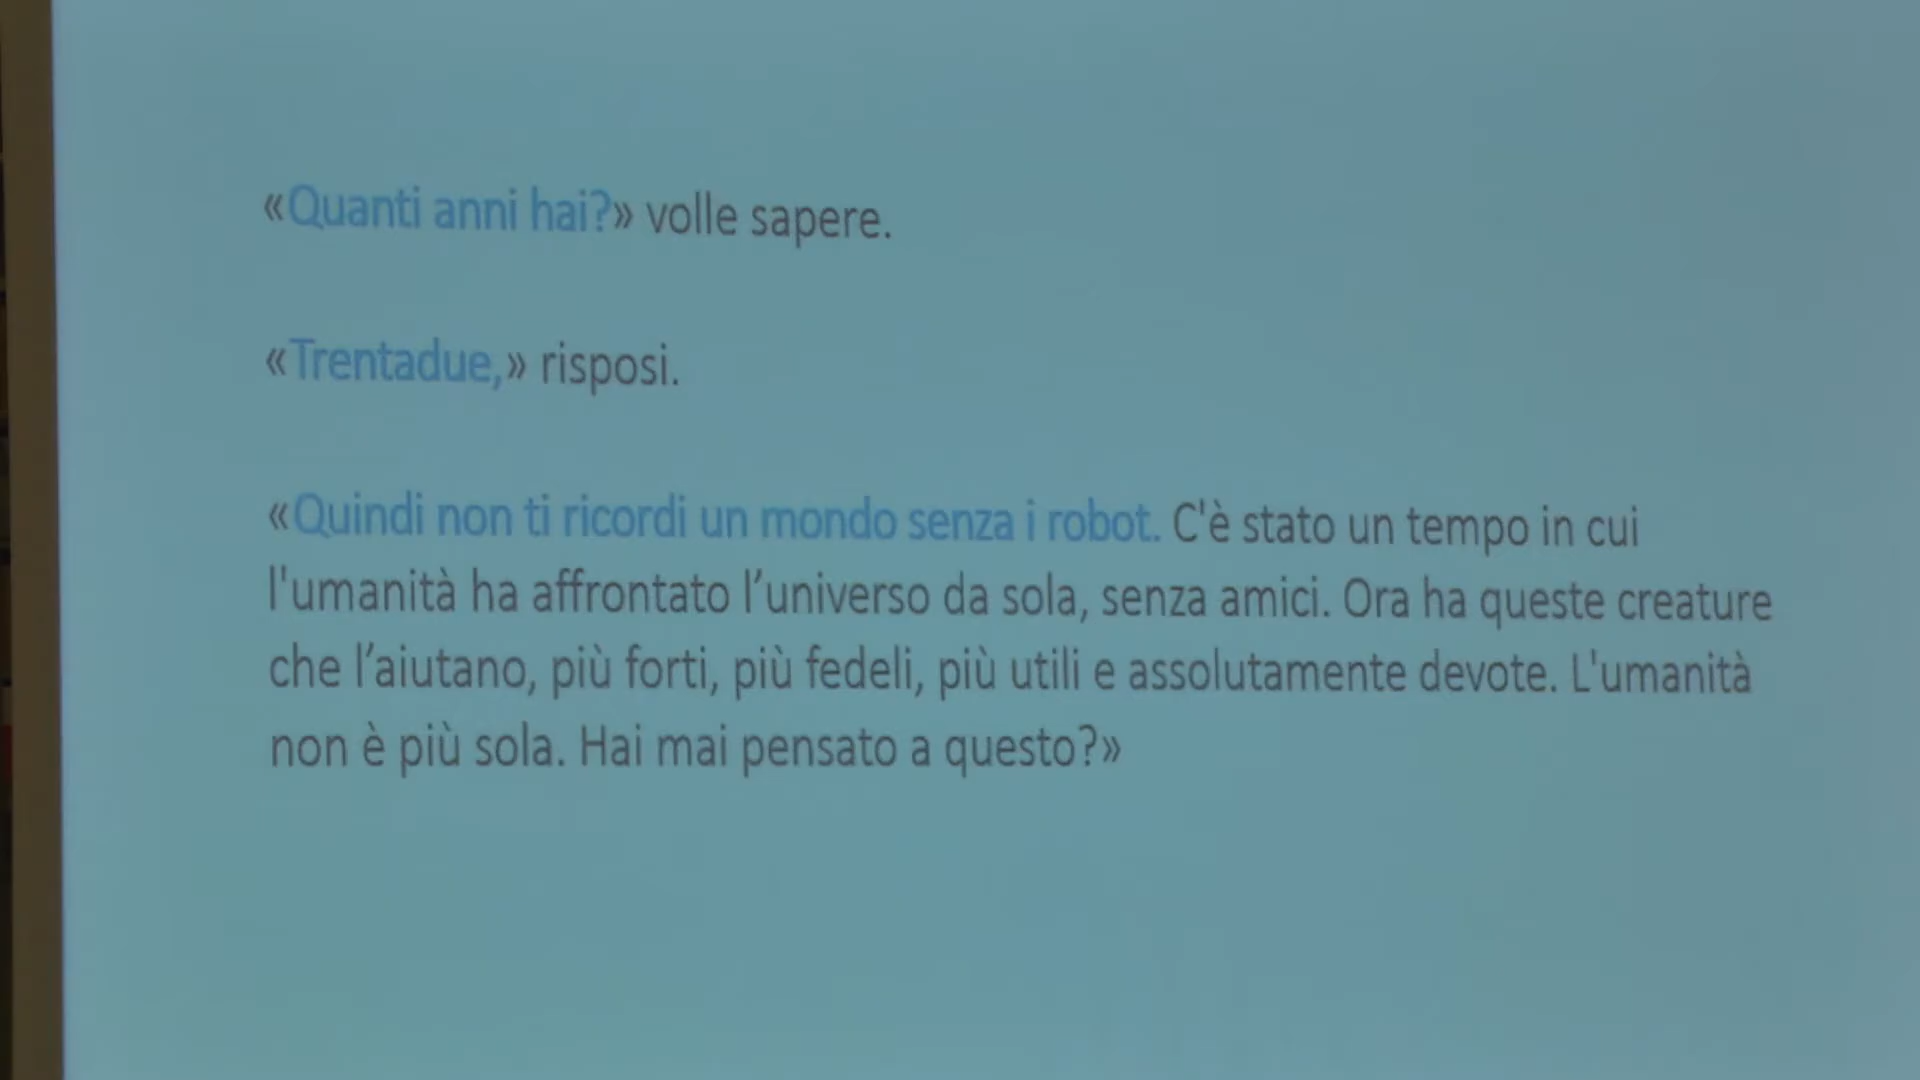 «Quanti anni hai?» volle sapere.
«Trentadue,» risposi.
«Quindi non ti ricordi un mondo senza i robot. C'è stato un tempo in cui
l'umanità ha affrontato l’universo da sola, senza amici. Ora ha queste creature
che l’aiutano, più forti, più fedeli, più utili e assolutamente devote. L'umanità
non è più sola. Hai mai pensato a questo?»